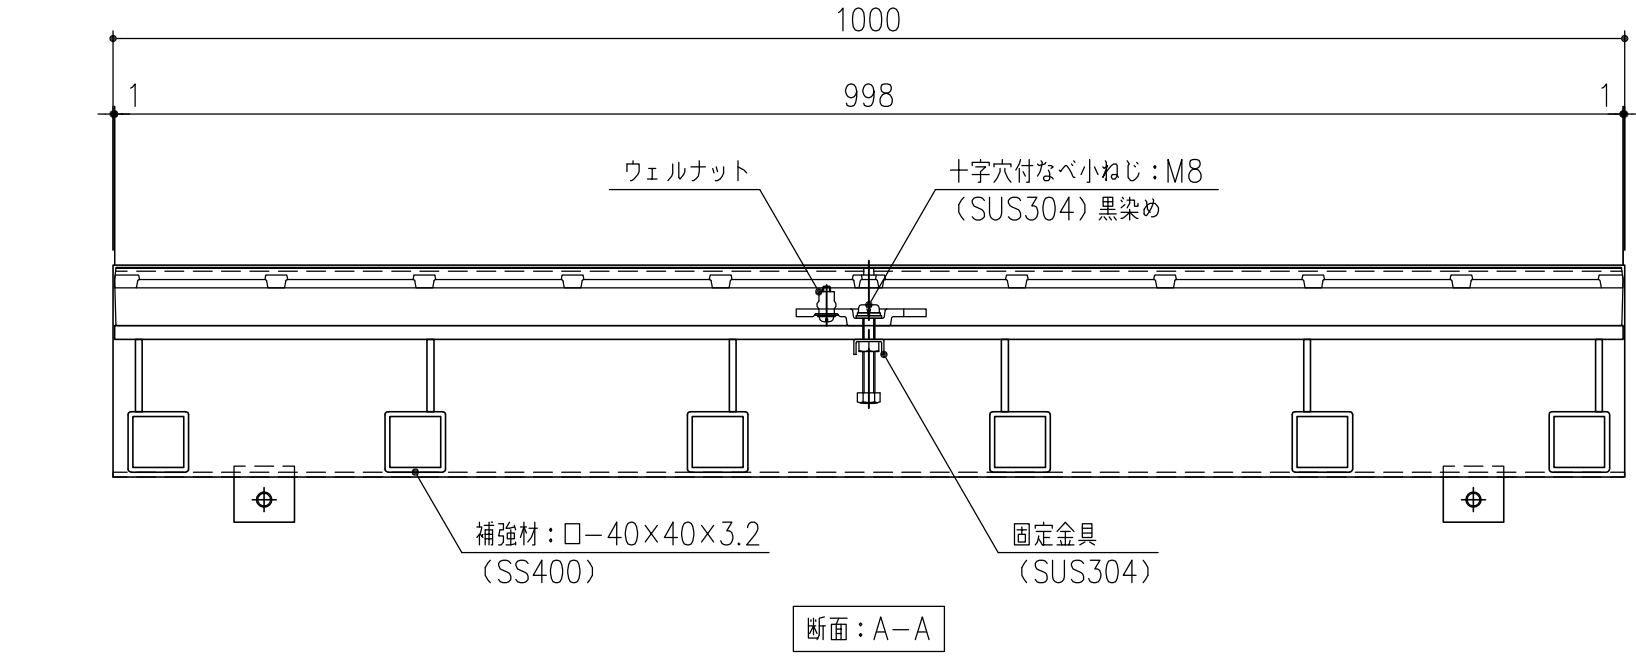 1000
1
998
1
ウェルナット
十字穴付なべ小ねじ：M8
（SUS304）黒染め
補強材：□－40×40×3.2
（SS400）
固定金具
（SUS304）
断面：A－A